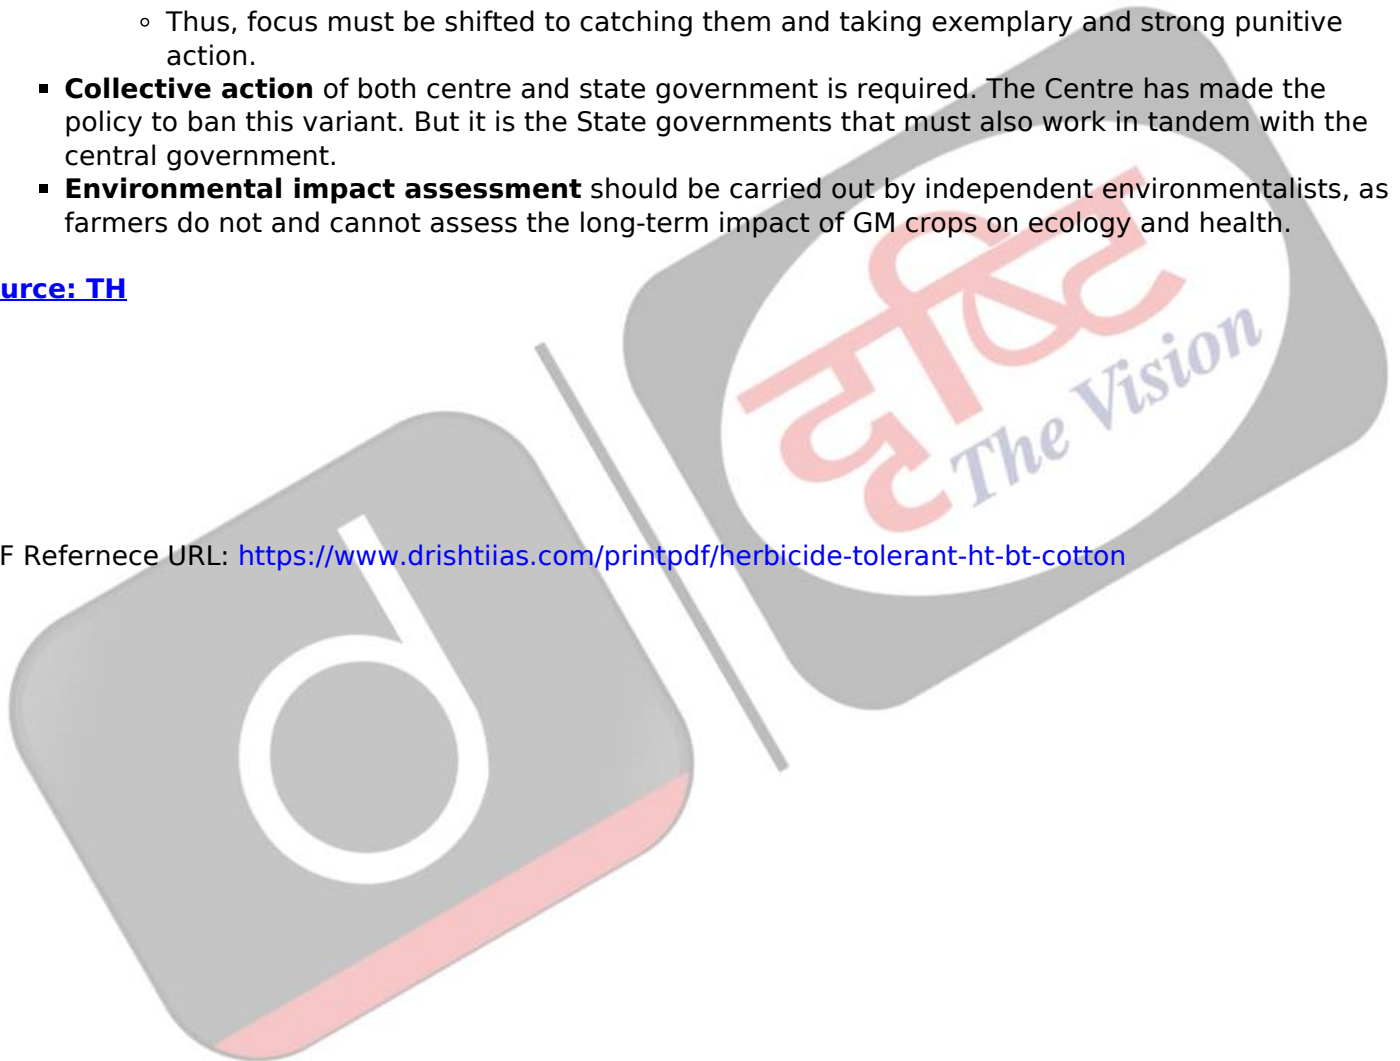 ◦ Thus, focus must be shifted to catching them and taking exemplary and strong punitive
action.
▪ Collective action of both centre and state government is required. The Centre has made the
policy to ban this variant. But it is the State governments that must also work in tandem with the
central government.
▪ Environmental impact assessment should be carried out by independent environmentalists, as
farmers do not and cannot assess the long-term impact of GM crops on ecology and health.
urce: TH
दृष्टि
The Vision
F Refernece URL: https://www.drishtiias.com/printpdf/herbicide-tolerant-ht-bt-cotton
d